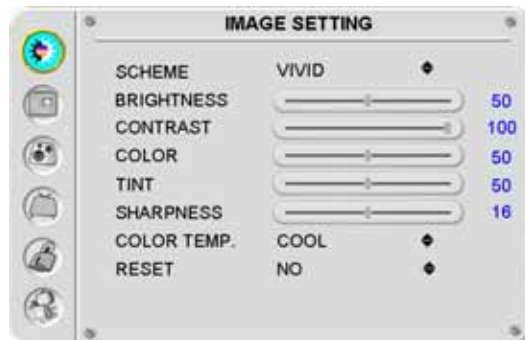 IMAGE SETTING
SCHEME VIVID
BRIGHTNESS 50
CONTRAST 100
COLOR 50
TINT 50
SHARPNESS 16
COLOR TEMP. COOL
RESET NO